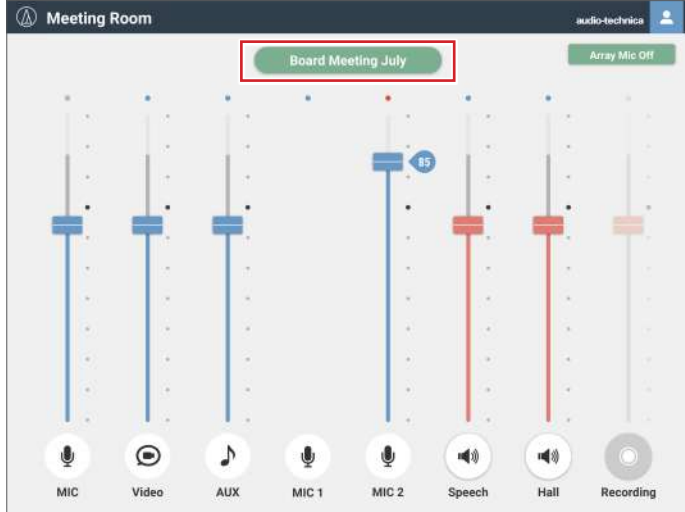 Meeting Room
audio-technica
Board Meeting July
Array Mic Off
85
MIC
Video
AUX
MIC 1
MIC 2
Speech
Hall
Recording